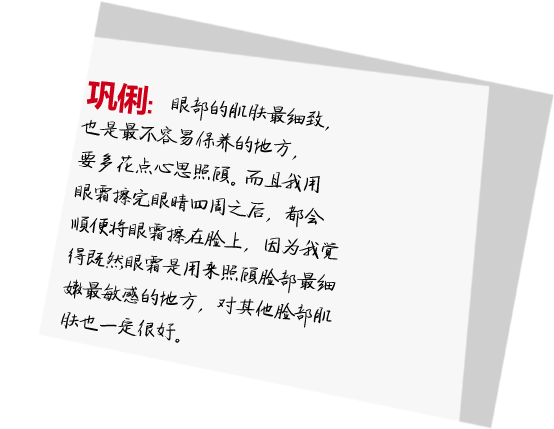 巩俐：眼部的肌肤最细致，
也是最不容易保养的地方，
要多花点心思照顾。而且我用
眼霜擦完眼睛四周之后，都会
顺便将眼霜擦在脸上，因为我觉
得既然眼霜是用来照顾脸部最细
嫩最敏感的地方，对其他脸部肌
肤也一定很好。